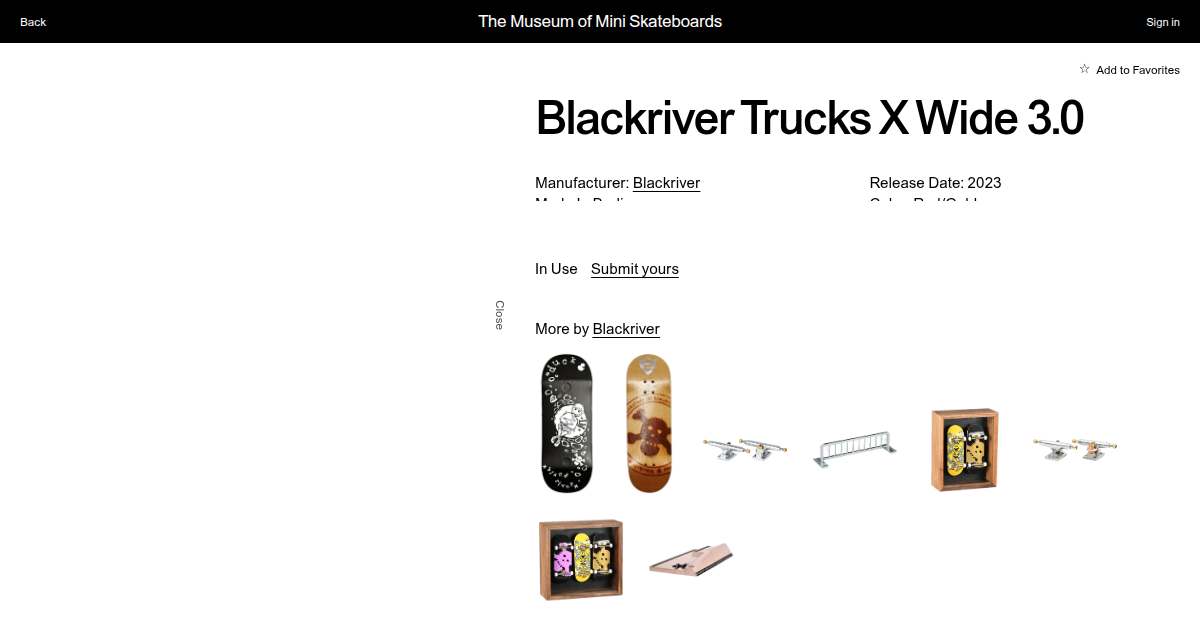 Back
The Museum of Mini Skateboards
Sign in
☆ Add to Favorites
Blackriver Trucks X Wide 3.0
Manufacturer: Blackriver
Release Date: 2023
In Use Submit yours
Close
More by Blackriver